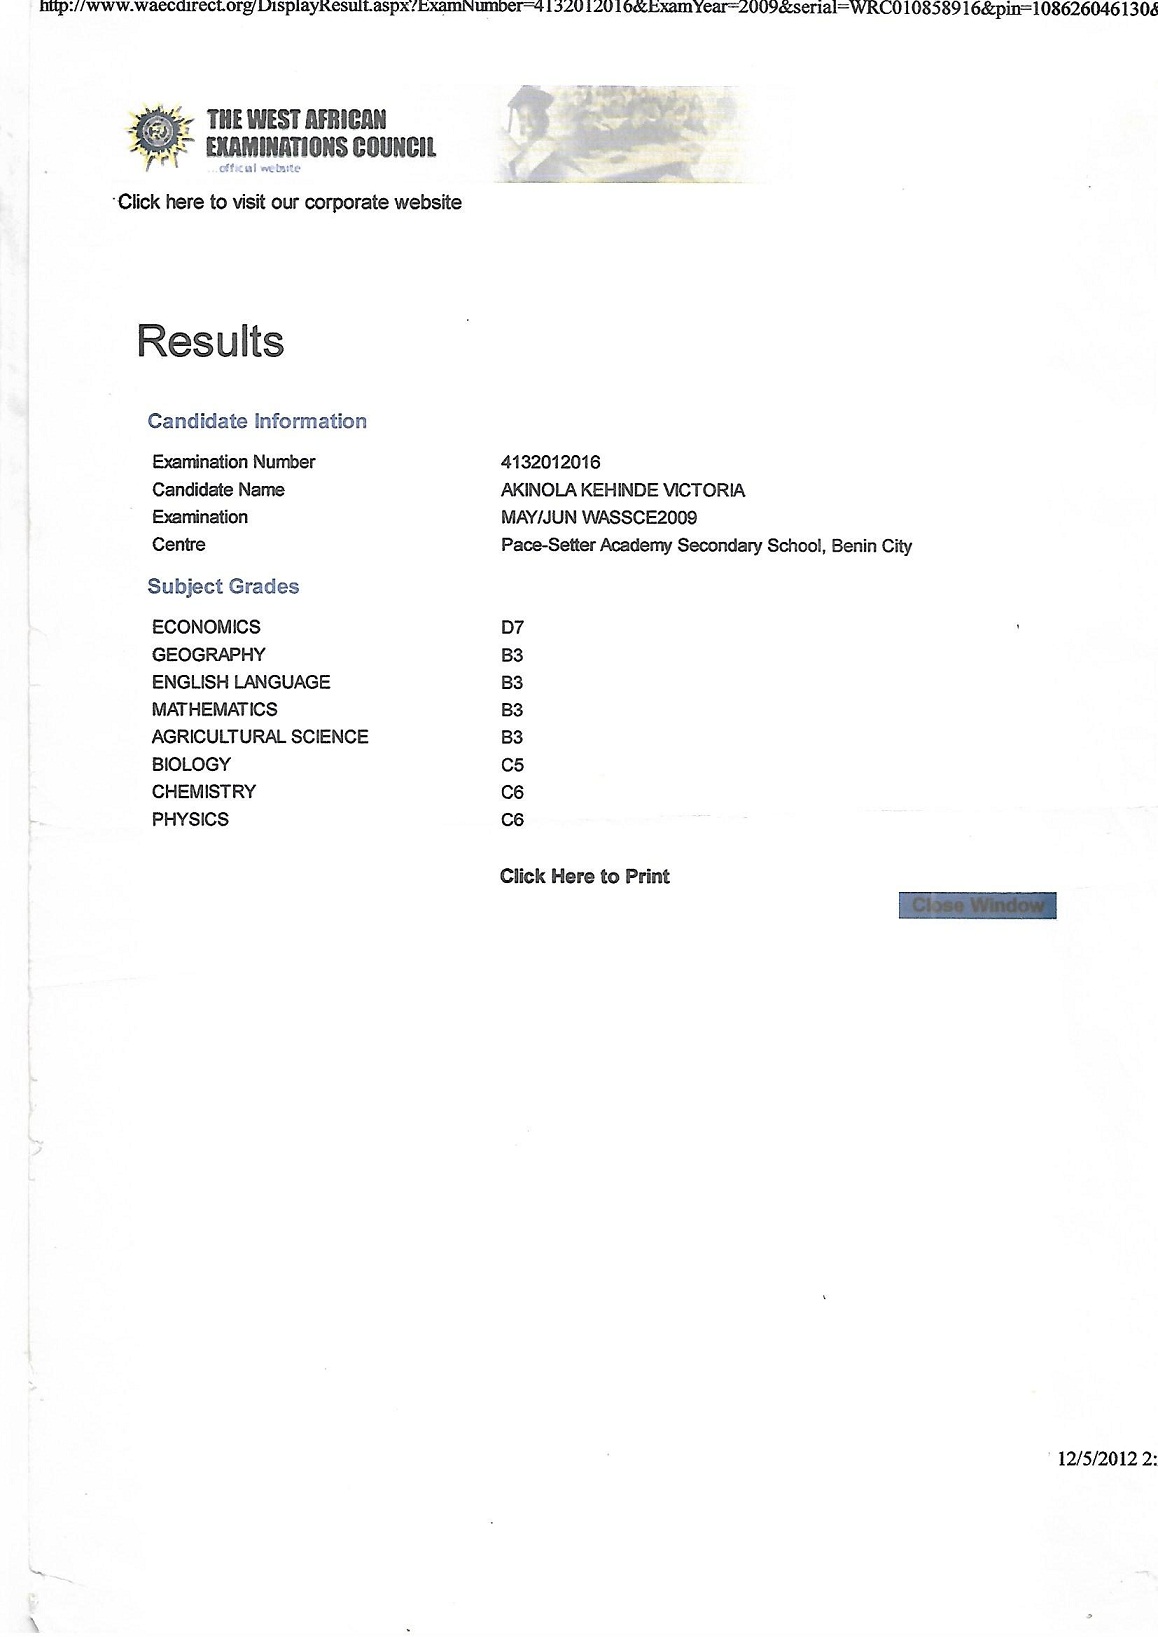 http://www.waecdirect.org/DisplayResult.aspx?ExamNumber=4132012016&ExamYear=2009&serial=WRC010858916&pin=108626046130&
THE WEST AFRICAN
EXAMINATIONS COUNCIL
...official website
Click here to visit our corporate website
Results
Candidate Information
Examination Number 4132012016
Candidate Name AKINOLA KEHINDE VICTORIA
Examination MAY/JUN WASSCE2009
Centre Pace-Setter Academy Secondary School, Benin City
Subject Grades
ECONOMICS D7
GEOGRAPHY B3
ENGLISH LANGUAGE B3
MATHEMATICS B3
AGRICULTURAL SCIENCE B3
BIOLOGY C5
CHEMISTRY C6
PHYSICS C6
Click Here to Print
Close Window
12/5/2012 2: